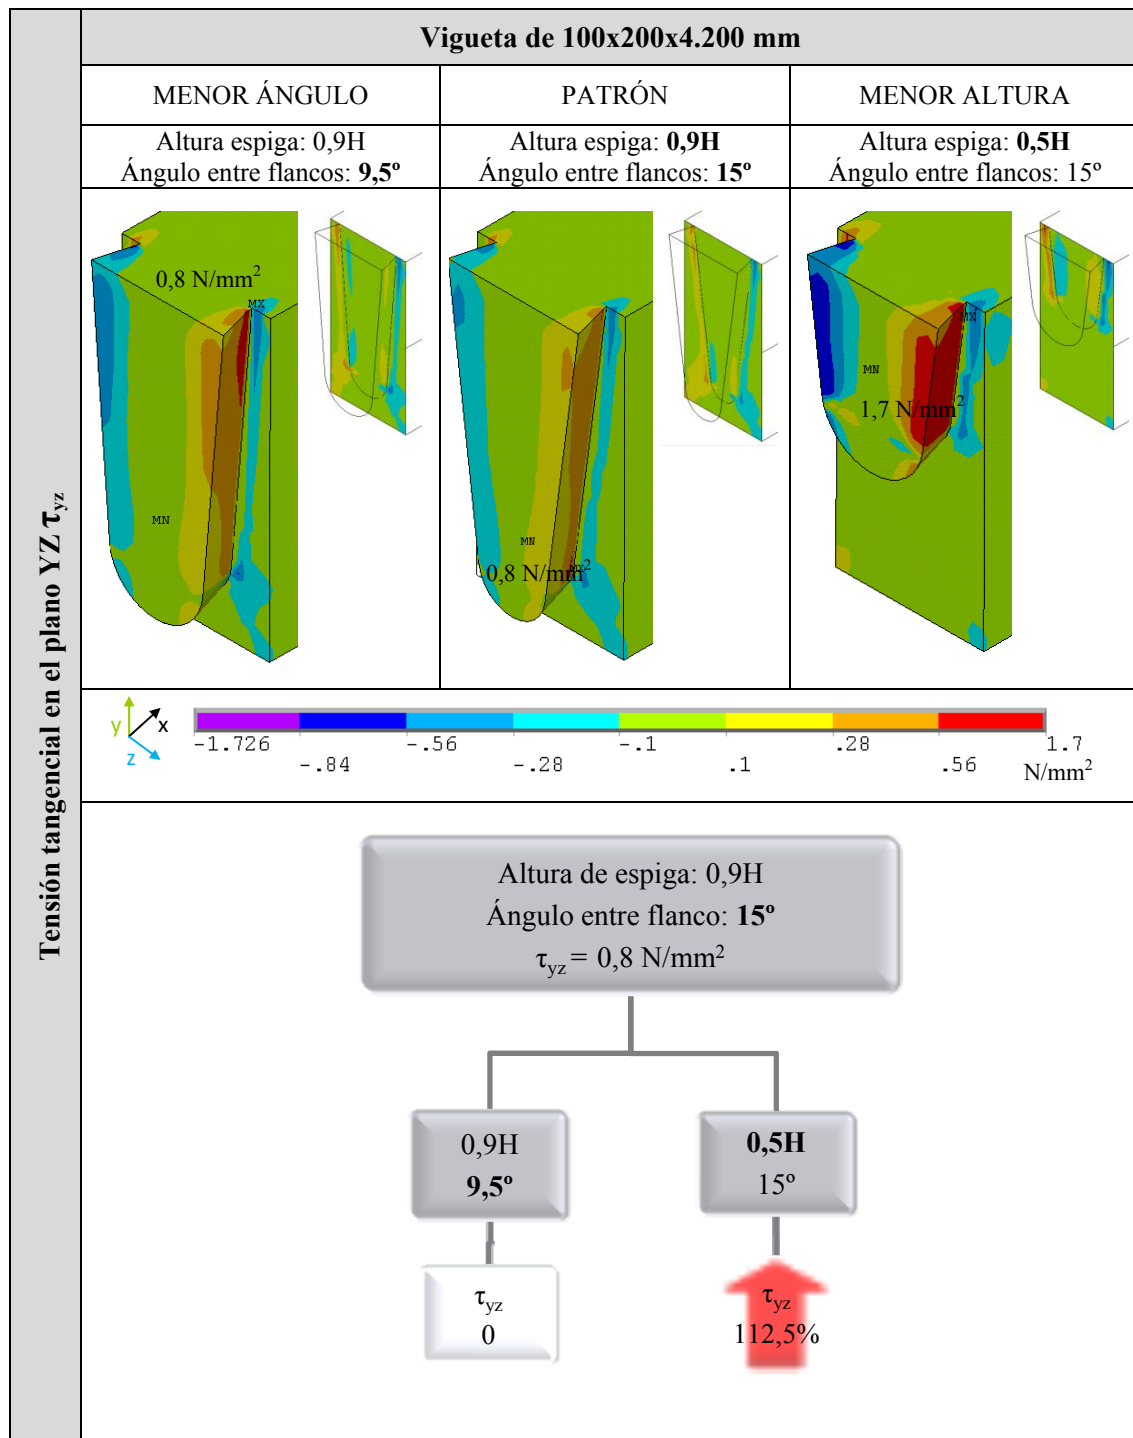 Vigueta de 100x200x4.200 mm
MENOR ÁNGULO
PATRÓN
MENOR ALTURA
Altura espiga: 0,9H
Ángulo entre flancos: 9,5º
Altura espiga: 0,9H
Ángulo entre flancos: 15º
Altura espiga: 0,5H
Ángulo entre flancos: 15º
Tensión tangencial en el plano YZ τyz
0,8 N/mm²
MX
MN
MN
0,8 N/mm²
MX
MX
MN
1,7 N/mm²
y x
z
-1.726 -.56 -.1 .28 1.7
-.84 -.28 .1 .56 N/mm²
Altura de espiga: 0,9H
Ángulo entre flanco: 15º
τyz = 0,8 N/mm²
0,9H
9,5º
0,5H
15º
τyz
0
τyz
112,5%